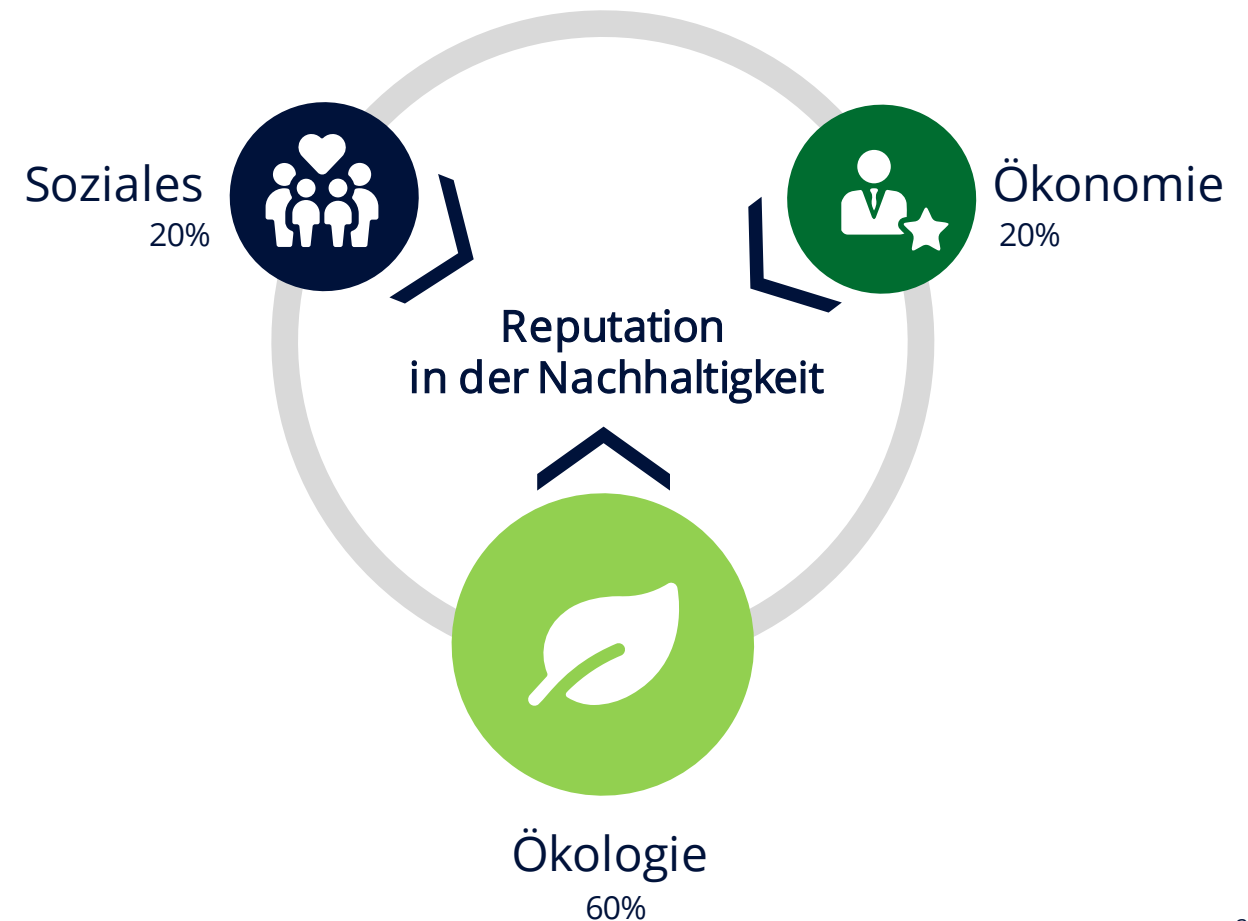 Soziales
20%
Ökonomie
20%
Reputation
in der Nachhaltigkeit
Ökologie
60%